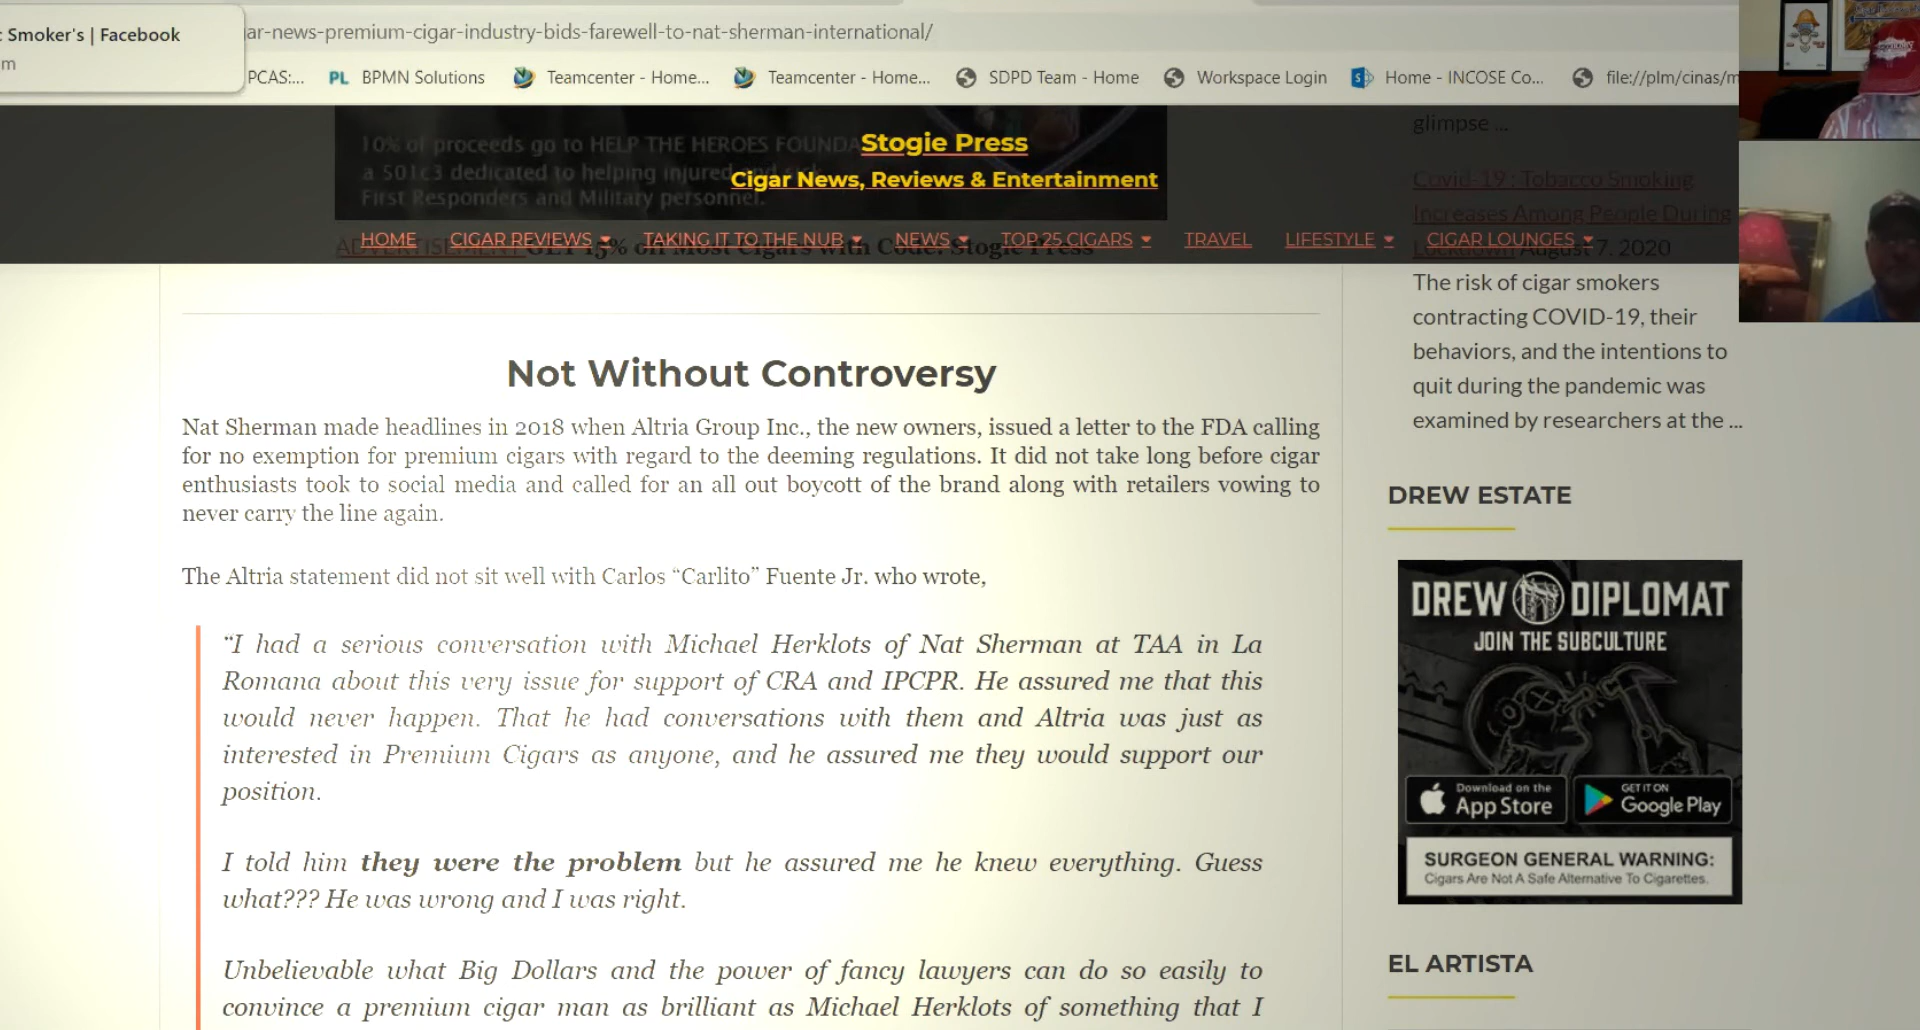 : Smoker's | Facebook
m
ar-news-premium-cigar-industry-bids-farewell-to-nat-sherman-international/
PCAS:...
PL BPMN Solutions
Teamcenter - Home...
Teamcenter - Home...
SDPD Team - Home
Workspace Login
Home - INCOSE Co...
file://plm/cinas/m
10% of proceeds go to HELP THE HEROES FOUNDA
a 501c3 dedicated to helping injured and
First Responders and Military personnel.
Stogie Press
Cigar News, Reviews & Entertainment
HOME
CIGAR REVIEWS
TAKING IT TO THE NUB
NEWS
TOP 25 CIGARS
TRAVEL
LIFESTYLE
CIGAR LOUNGES
ADVERTISEMENT GET 15% on Most Cigars with Code: Stogie Press
Not Without Controversy
Nat Sherman made headlines in 2018 when Altria Group Inc., the new owners, issued a letter to the FDA calling
for no exemption for premium cigars with regard to the deeming regulations. It did not take long before cigar
enthusiasts took to social media and called for an all out boycott of the brand along with retailers vowing to
never carry the line again.
The Altria statement did not sit well with Carlos “Carlito” Fuente Jr. who wrote,
“I had a serious conversation with Michael Herklots of Nat Sherman at TAA in La
Romana about this very issue for support of CRA and IPCPR. He assured me that this
would never happen. That he had conversations with them and Altria was just as
interested in Premium Cigars as anyone, and he assured me they would support our
position.
I told him they were the problem but he assured me he knew everything. Guess
what??? He was wrong and I was right.
Unbelievable what Big Dollars and the power of fancy lawyers can do so easily to
convince a premium cigar man as brilliant as Michael Herklots of something that I
glimpse ...
Covid-19 : Tobacco Smoking
Increases Among People During
Lockdown August 7, 2020
The risk of cigar smokers
contracting COVID-19, their
behaviors, and the intentions to
quit during the pandemic was
examined by researchers at the ...
DREW ESTATE
DREW DIPLOMAT
JOIN THE SUBCULTURE
Download on the
App Store
GET IT ON
Google Play
SURGEON GENERAL WARNING:
Cigars Are Not A Safe Alternative To Cigarettes.
EL ARTISTA